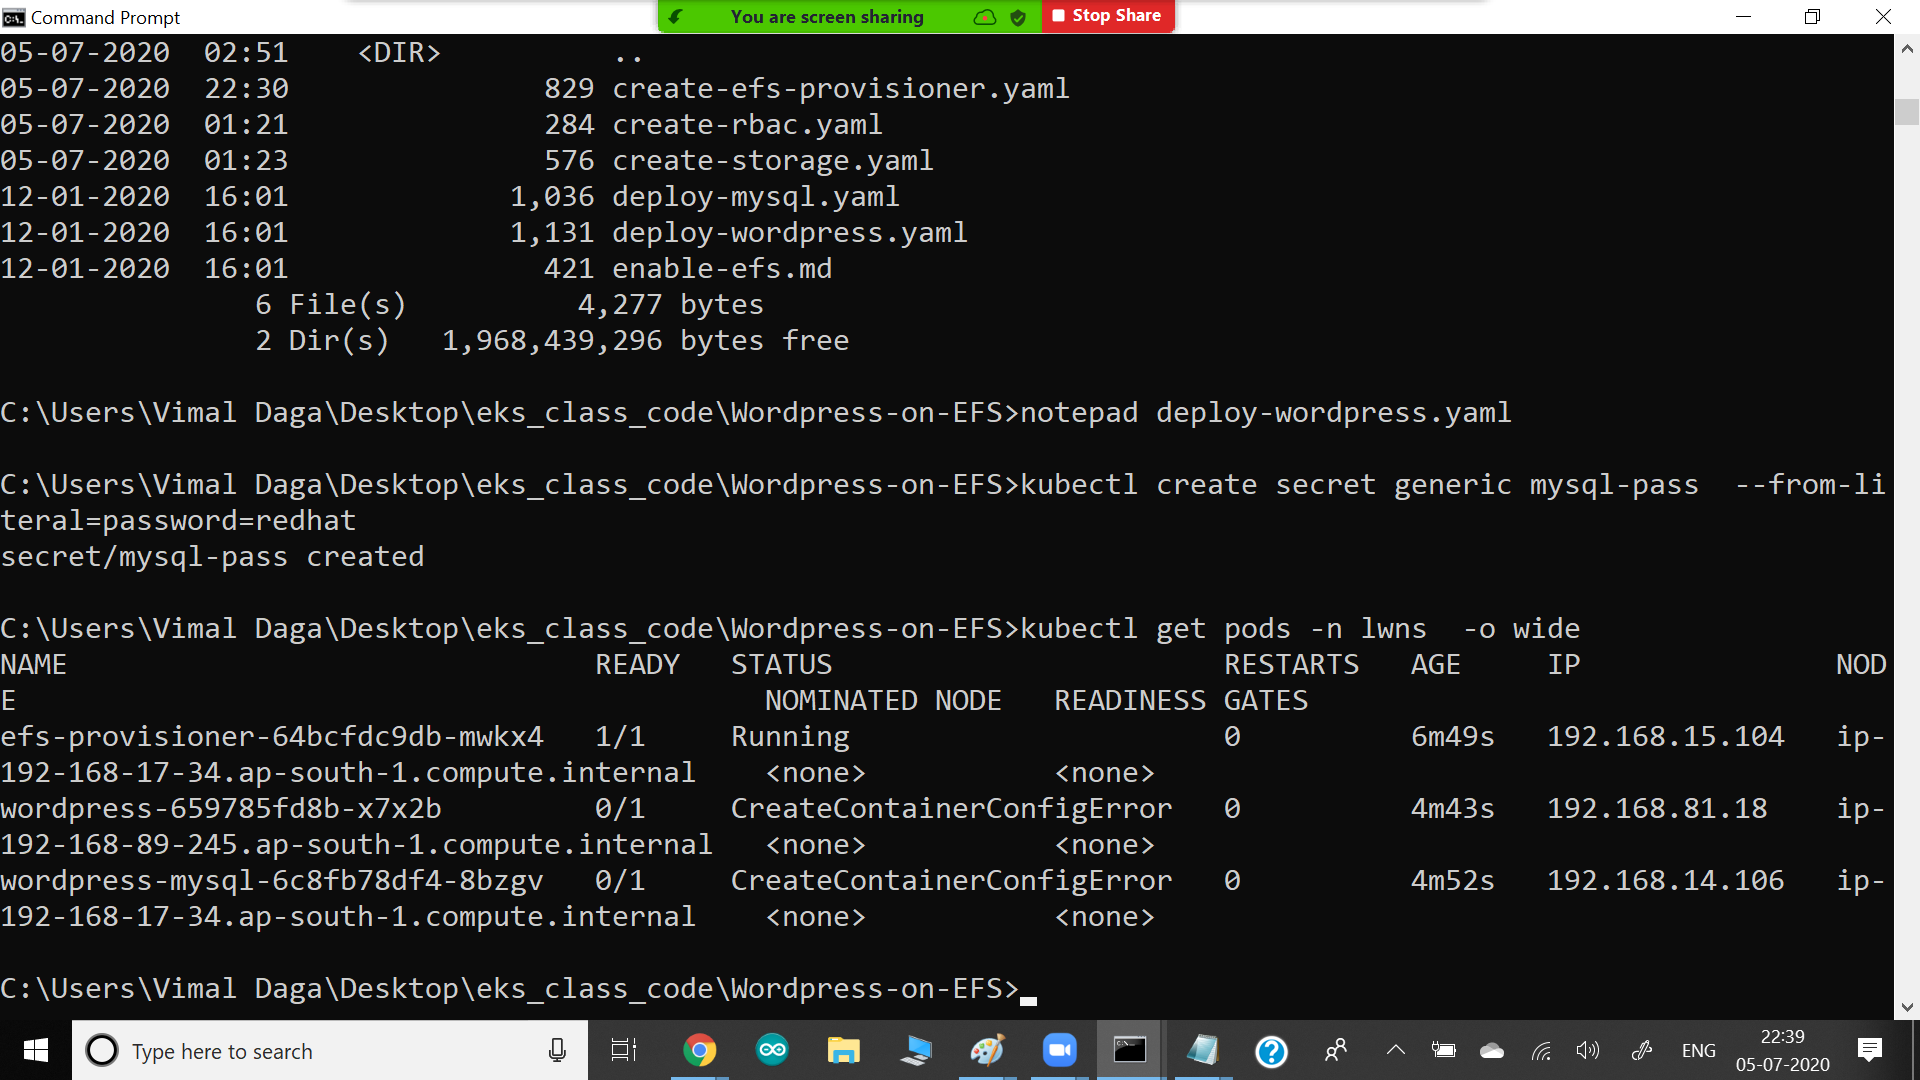 Command Prompt
You are screen sharing
Stop Share
05-07-2020  02:51    <DIR>          ..
05-07-2020  22:30               829 create-efs-provisioner.yaml
05-07-2020  01:21               284 create-rbac.yaml
05-07-2020  01:23               576 create-storage.yaml
12-01-2020  16:01             1,036 deploy-mysql.yaml
12-01-2020  16:01             1,131 deploy-wordpress.yaml
12-01-2020  16:01               421 enable-efs.md
               6 File(s)          4,277 bytes
               2 Dir(s)   1,968,439,296 bytes free
C:\Users\Vimal Daga\Desktop\eks_class_code\Wordpress-on-EFS>notepad deploy-wordpress.yaml
C:\Users\Vimal Daga\Desktop\eks_class_code\Wordpress-on-EFS>kubectl create secret generic mysql-pass  --from-li
teral=password=redhat
secret/mysql-pass created
C:\Users\Vimal Daga\Desktop\eks_class_code\Wordpress-on-EFS>kubectl get pods -n lwns  -o wide
NAME                               READY   STATUS                       RESTARTS   AGE     IP               NOD
E                                            NOMINATED NODE   READINESS GATES
efs-provisioner-64bcfdc9db-mwkx4   1/1     Running                      0          6m49s   192.168.15.104   ip-
192-168-17-34.ap-south-1.compute.internal    <none>           <none>
wordpress-659785fd8b-x7x2b         0/1     CreateContainerConfigError   0          4m43s   192.168.81.18    ip-
192-168-89-245.ap-south-1.compute.internal   <none>           <none>
wordpress-mysql-6c8fb78df4-8bzgv   0/1     CreateContainerConfigError   0          4m52s   192.168.14.106   ip-
192-168-17-34.ap-south-1.compute.internal    <none>           <none>
C:\Users\Vimal Daga\Desktop\eks_class_code\Wordpress-on-EFS>
Type here to search
ENG
22:39
05-07-2020